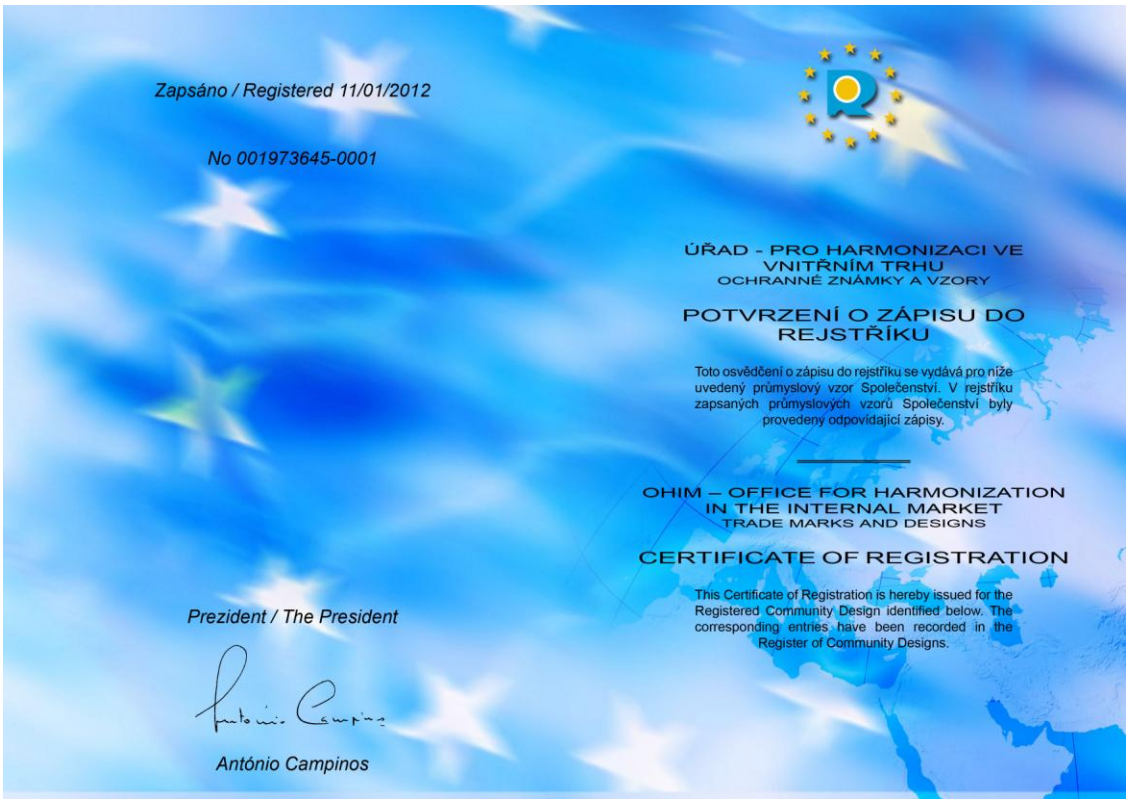 Zapsáno / Registered 11/01/2012
No 001973645-0001
Prezident / The President
António Campinos
António Campinos
ÚŘAD - PRO HARMONIZACI VE
VNITŘNÍM TRHU
OCHRANNÉ ZNÁMKY A VZORY
POTVRZENÍ O ZÁPISU DO
REJSTŘÍKU
Toto osvědčení o zápisu do rejstříku se vydává pro níže
uvedený průmyslový vzor Společenství. V rejstříku
zapsaných průmyslových vzorů Společenství byly
provedeny odpovídající zápisy.
OHIM – OFFICE FOR HARMONIZATION
IN THE INTERNAL MARKET
TRADE MARKS AND DESIGNS
CERTIFICATE OF REGISTRATION
This Certificate of Registration is hereby issued for the
Registered Community Design identified below. The
corresponding entries have been recorded in the
Register of Community Designs.